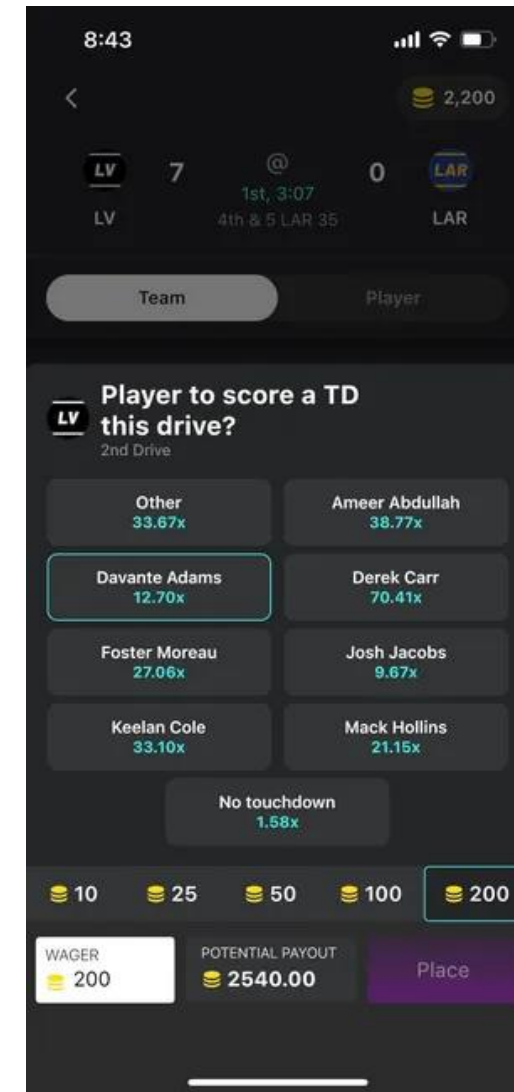 8:43
2,200
LV 7 @ 0 LAR
1st, 3:07
LV 4th & 5 LAR 35 LAR
Team Player
LV
Player to score a TD
this drive?
2nd Drive
Other Ameer Abdullah
33.67x 38.77x
Davante Adams Derek Carr
12.70x 70.41x
Foster Moreau Josh Jacobs
27.06x 9.67x
Keelan Cole Mack Hollins
33.10x 21.15x
No touchdown
1.58x
10 25 50 100 200
WAGER POTENTIAL PAYOUT
200 2540.00 Place